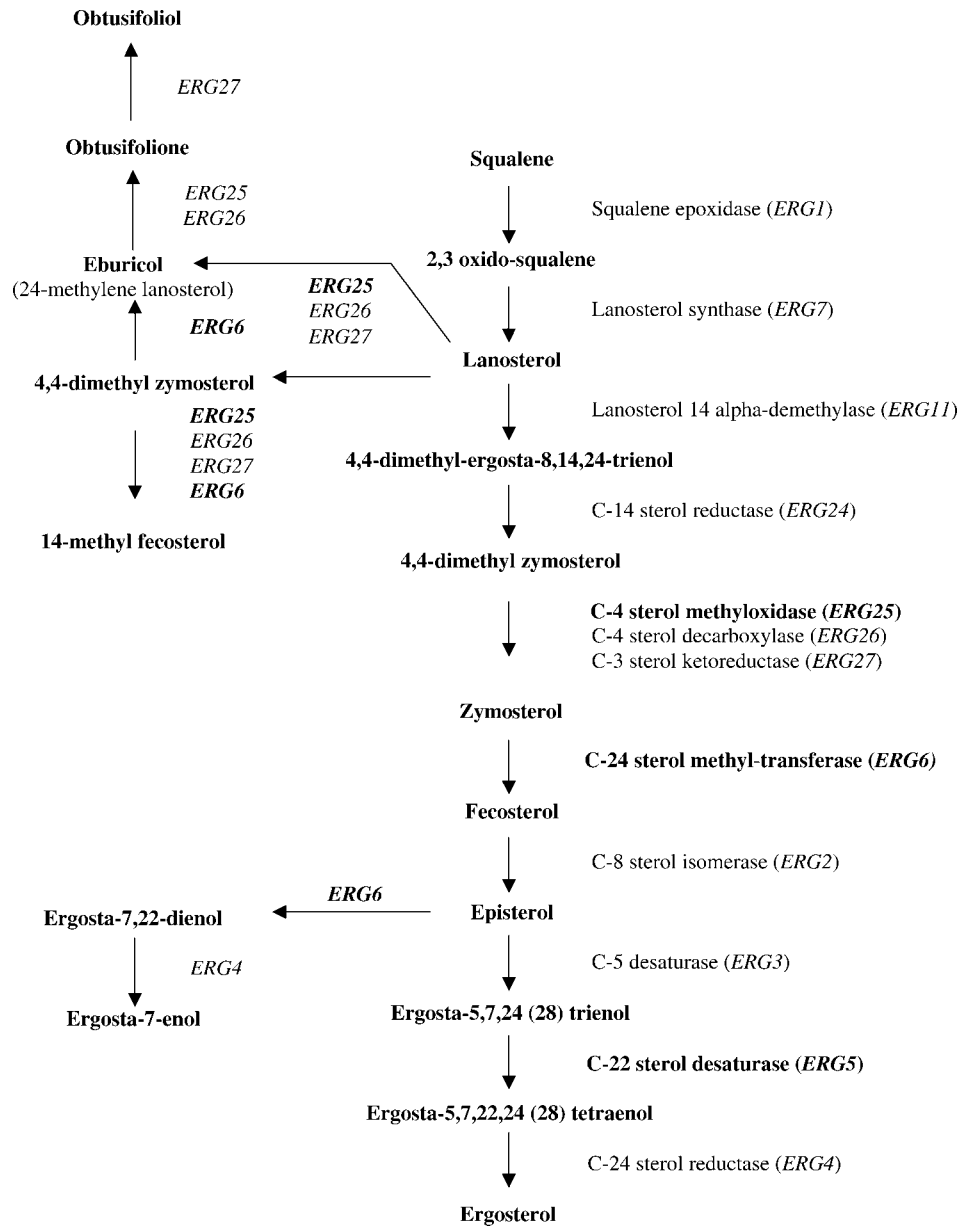 Obtusifoliol
ERG27
Obtusifolione
ERG25
ERG26
Eburicol
(24-methylene lanosterol)
ERG25
ERG26
ERG27
ERG6
4,4-dimethyl zymosterol
ERG25
ERG26
ERG27
ERG6
14-methyl fecosterol
Squalene
Squalene epoxidase (ERG1)
2,3 oxido-squalene
Lanosterol synthase (ERG7)
Lanosterol
Lanosterol 14 alpha-demethylase (ERG11)
4,4-dimethyl-ergosta-8,14,24-trienol
C-14 sterol reductase (ERG24)
4,4-dimethyl zymosterol
C-4 sterol methyloxidase (ERG25)
C-4 sterol decarboxylase (ERG26)
C-3 sterol ketoreductase (ERG27)
Zymosterol
C-24 sterol methyl-transferase (ERG6)
Fecosterol
C-8 sterol isomerase (ERG2)
Episterol
ERG6
Ergosta-7,22-dienol
ERG4
Ergosta-7-enol
C-5 desaturase (ERG3)
Ergosta-5,7,24 (28) trienol
C-22 sterol desaturase (ERG5)
Ergosta-5,7,22,24 (28) tetraenol
C-24 sterol reductase (ERG4)
Ergosterol